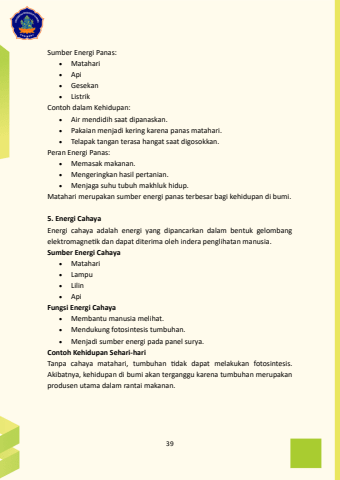 Sumber Energi Panas:
• Matahari
• Api
• Gesekan
• Listrik
Contoh dalam Kehidupan:
• Air mendidih saat dipanaskan.
• Pakaian menjadi kering karena panas matahari.
• Telapak tangan terasa hangat saat digosokkan.
Peran Energi Panas:
• Memasak makanan.
• Mengeringkan hasil pertanian.
• Menjaga suhu tubuh makhluk hidup.
Matahari merupakan sumber energi panas terbesar bagi kehidupan di bumi.
5. Energi Cahaya
Energi cahaya adalah energi yang dipancarkan dalam bentuk gelombang
elektromagnetik dan dapat diterima oleh indera penglihatan manusia.
Sumber Energi Cahaya
• Matahari
• Lampu
• Lilin
• Api
Fungsi Energi Cahaya
• Membantu manusia melihat.
• Mendukung fotosintesis tumbuhan.
• Menjadi sumber energi pada panel surya.
Contoh Kehidupan Sehari-hari
Tanpa cahaya matahari, tumbuhan tidak dapat melakukan fotosintesis.
Akibatnya, kehidupan di bumi akan terganggu karena tumbuhan merupakan
produsen utama dalam rantai makanan.
39